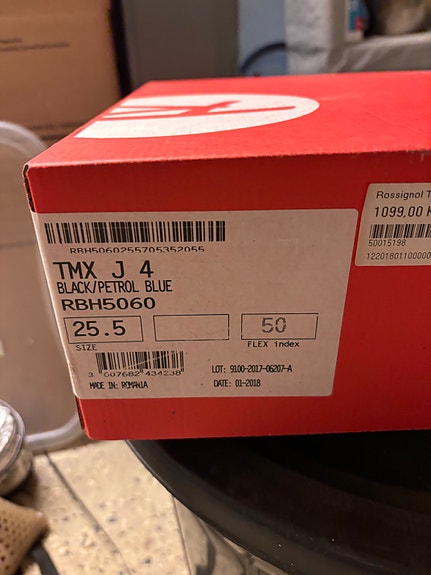 RBH5060255705352055
TMX J 4
BLACK/PETROL BLUE
RBH5060
25.5
50
SIZE
FLEX index
3 607682 434238
LOT: 9100-2017-06207-A
MADE IN: ROMANIA
DATE: 01-2018
Rossignol T
1099,00 K
50015198
12201801100000